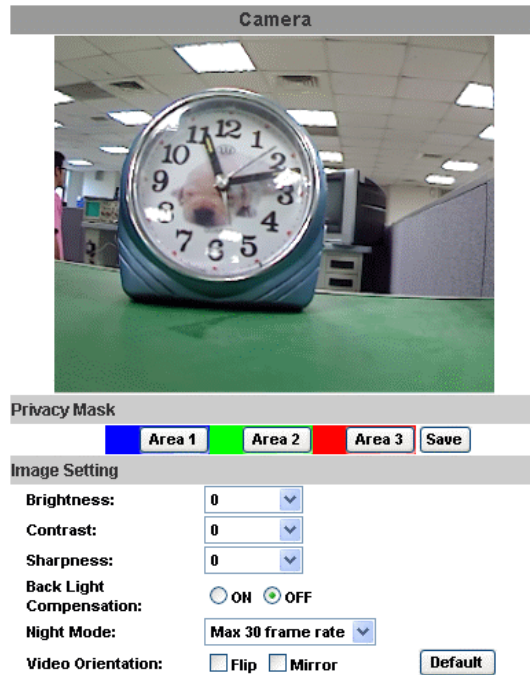 Camera
11 12 1
10 2
9 3
8 4
7 6 5
Privacy Mask
Area 1 Area 2 Area 3 Save
Image Setting
Brightness: 0
Contrast: 0
Sharpness: 0
Back Light
Compensation: ON OFF
Night Mode: Max 30 frame rate
Video Orientation: Flip Mirror Default